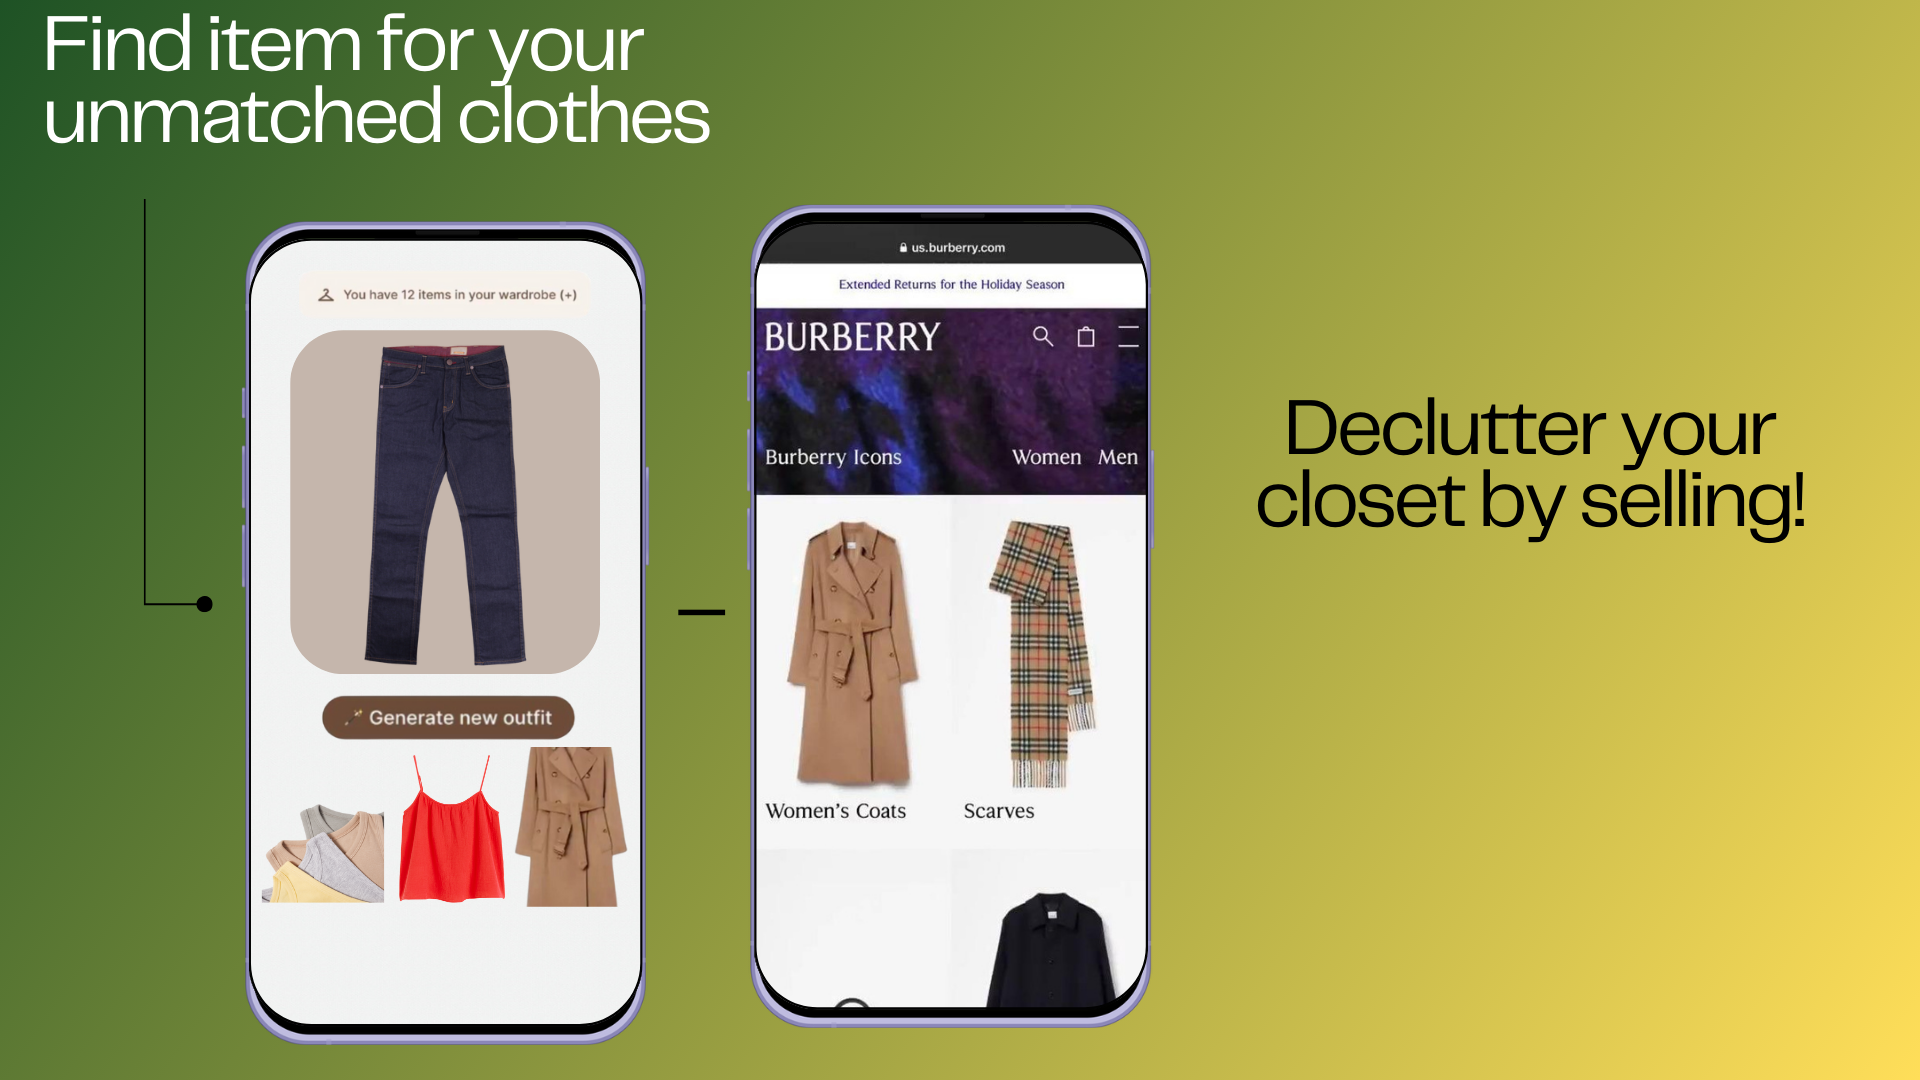 Find item for your
unmatched clothes
You have 12 items in your wardrobe (+)
Generate new outfit
us.burberry.com
Extended Returns for the Holiday Season
BURBERRY
Burberry Icons Women Men
Women’s Coats Scarves
Declutter your
closet by selling!